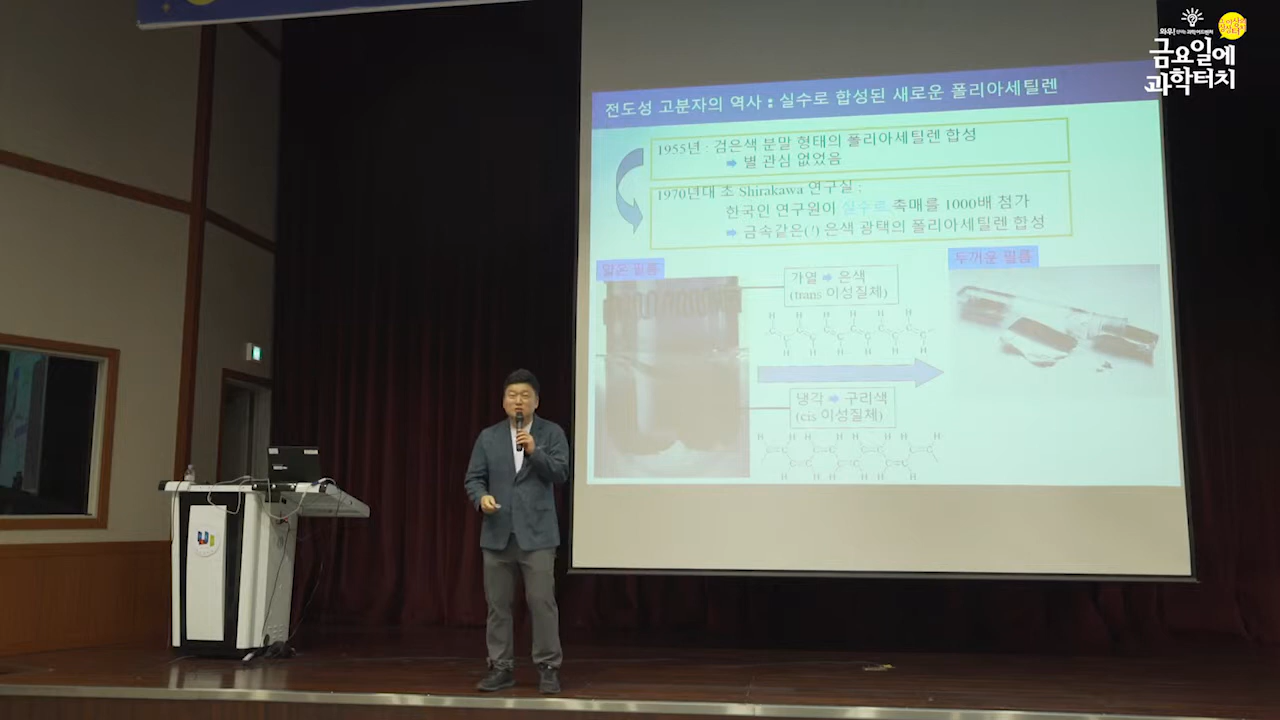 와우!
금요일에
과학터치
전도성 고분자의 역사 : 실수로 합성된 새로운 폴리아세틸렌
1955년 : 검은색 분말 형태의 폴리아세틸렌 합성
➡ 별 관심 없었음
1970년대 초 Shirakawa 연구실 :
한국인 연구원이 실수로 촉매를 1000배 첨가
➡ 금속같은(!) 은색 광택의 폴리아세틸렌 합성
얇은 필름
두꺼운 필름
가열 ➡ 은색
(trans 이성질체)
냉각 ➡ 구리색
(cis 이성질체)